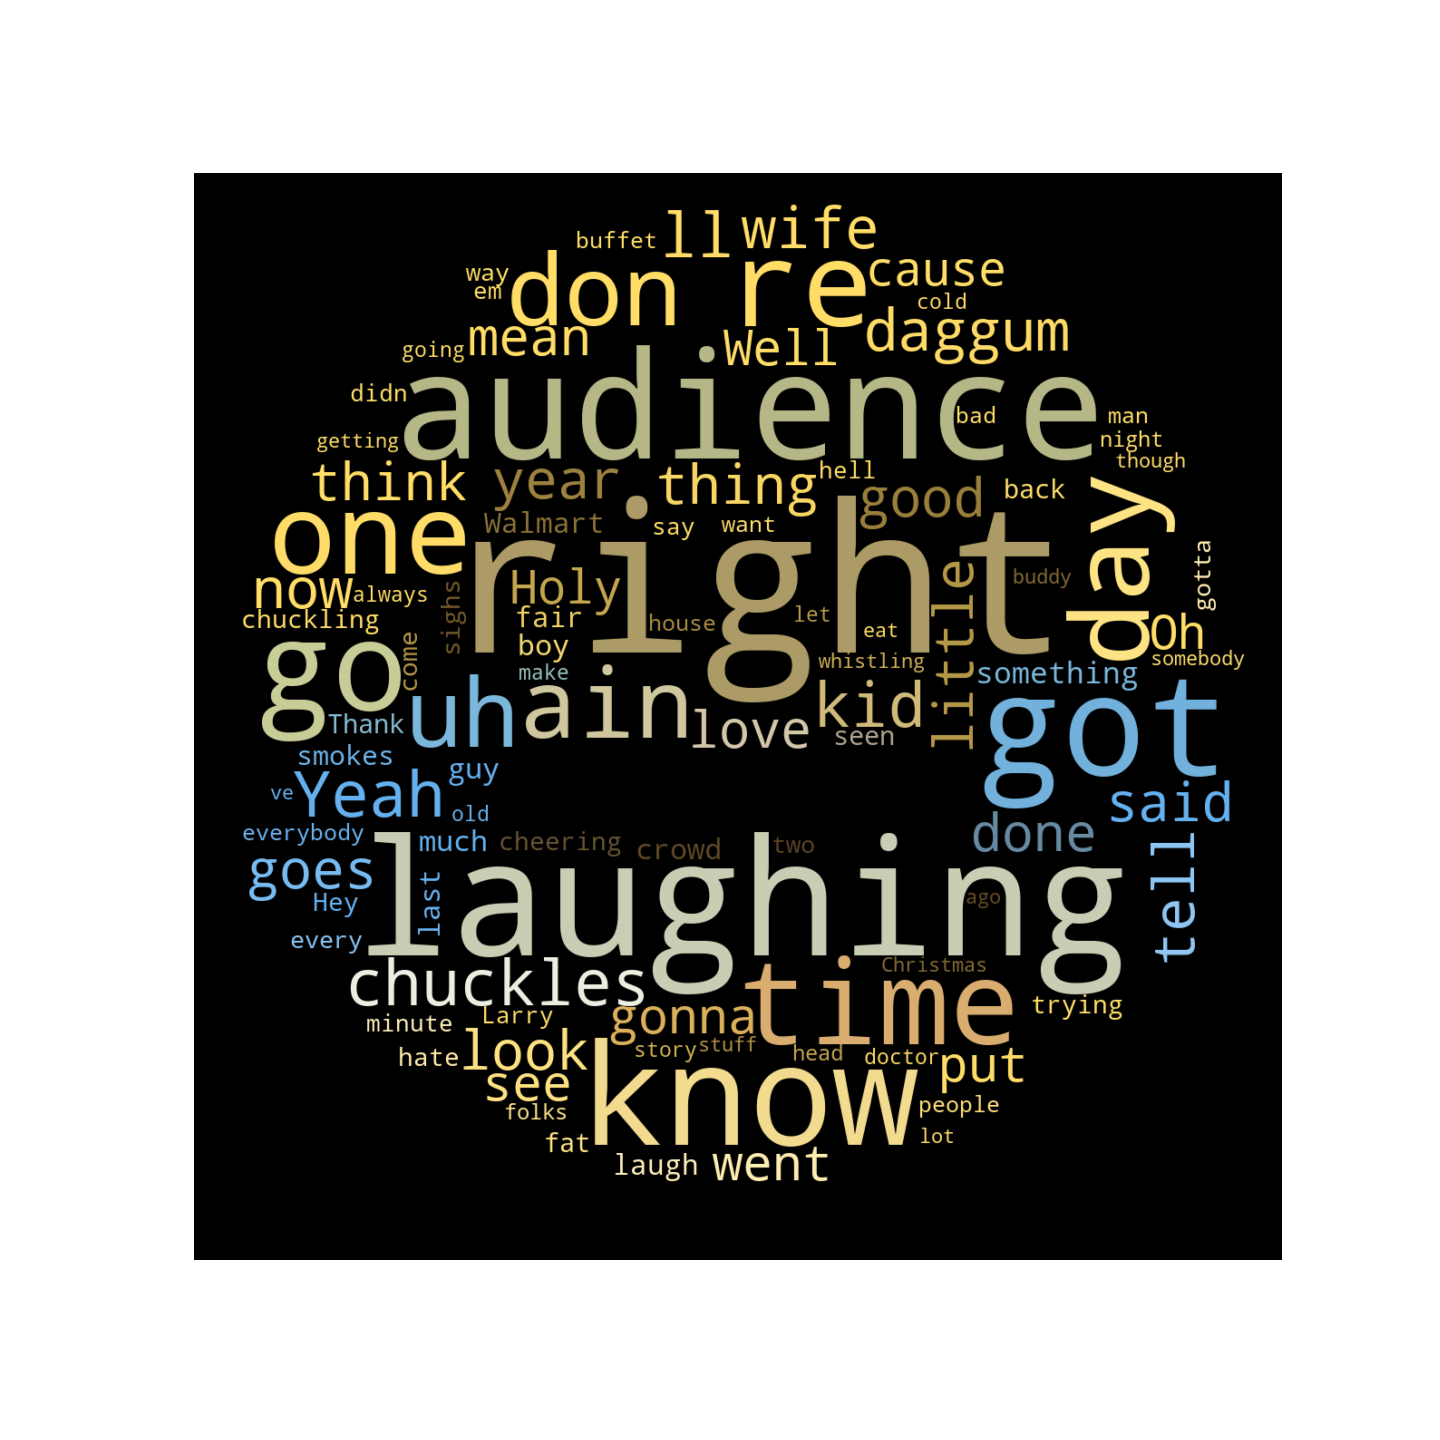 buffet ll wife
way don re cause
em cold
going mean Well daggum
didn audience bad man
getting night
think year thing hell good back though
Walmart say want
one right day
now always sighs Holy little buddy gotta
chuckling fair house let eat Oh
go come boy whistling somebody
make something
Thank uh ain love kid seen got
smokes guy
ve Yeah old said
everybody much cheering crowd two done
goes laughing tell
Hey last ago
every
chuckles time Christmas
minute Larry gonna trying
hate look story stuff head doctor put
see know people
folks
fat lot
laugh went